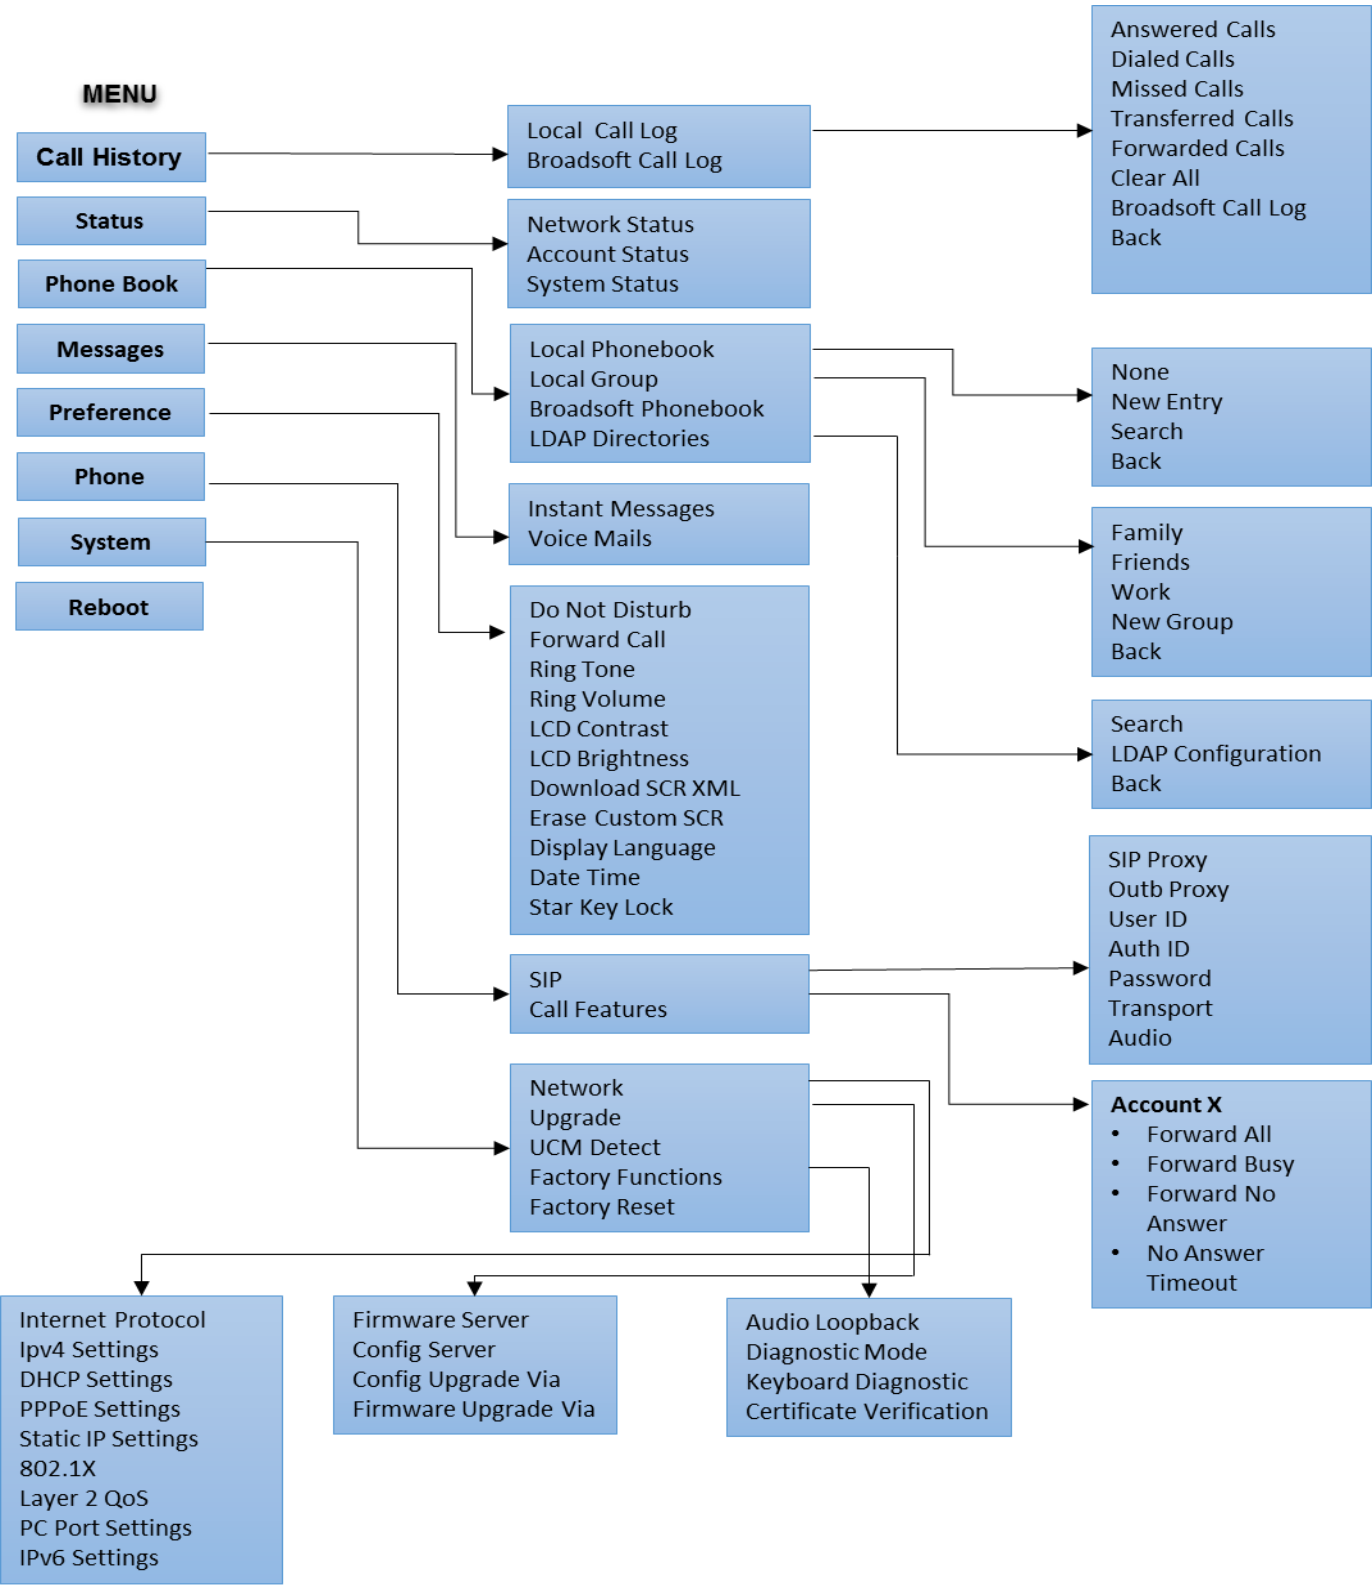 MENU
Call History
Status
Phone Book
Messages
Preference
Phone
System
Reboot
Local Call Log
Broadsoft Call Log
Network Status
Account Status
System Status
Local Phonebook
Local Group
Broadsoft Phonebook
LDAP Directories
Instant Messages
Voice Mails
Do Not Disturb
Forward Call
Ring Tone
Ring Volume
LCD Contrast
LCD Brightness
Download SCR XML
Erase Custom SCR
Display Language
Date Time
Star Key Lock
SIP
Call Features
Network
Upgrade
UCM Detect
Factory Functions
Factory Reset
Answered Calls
Dialed Calls
Missed Calls
Transferred Calls
Forwarded Calls
Clear All
Broadsoft Call Log
Back
None
New Entry
Search
Back
Family
Friends
Work
New Group
Back
Search
LDAP Configuration
Back
SIP Proxy
Outb Proxy
User ID
Auth ID
Password
Transport
Audio
Account X
• Forward All
• Forward Busy
• Forward No
Answer
• No Answer
Timeout
Internet Protocol
Ipv4 Settings
DHCP Settings
PPPoE Settings
Static IP Settings
802.1X
Layer 2 QoS
PC Port Settings
IPv6 Settings
Firmware Server
Config Server
Config Upgrade Via
Firmware Upgrade Via
Audio Loopback
Diagnostic Mode
Keyboard Diagnostic
Certificate Verification